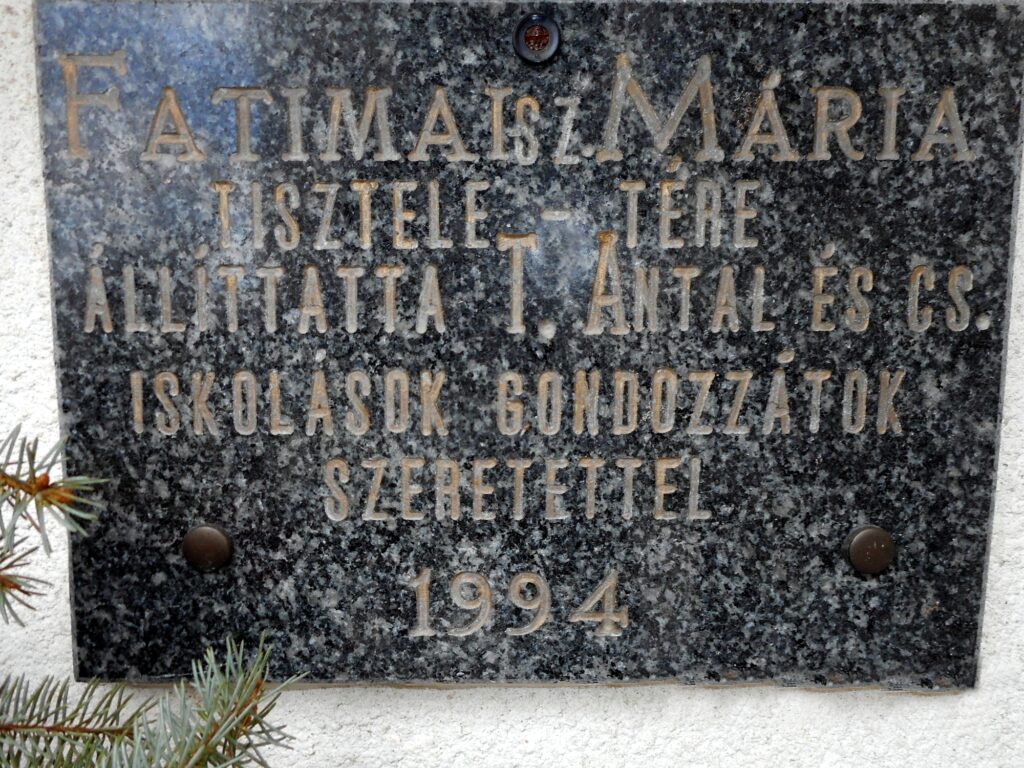 FATIMAI SZ. MÁRIA
TISZTELE - TÉRE
ÁLLÍTTATTA T. ANTAL ÉS CS.
ISKOLÁSOK GONDOZZÁTOK
SZERETETTEL
1994